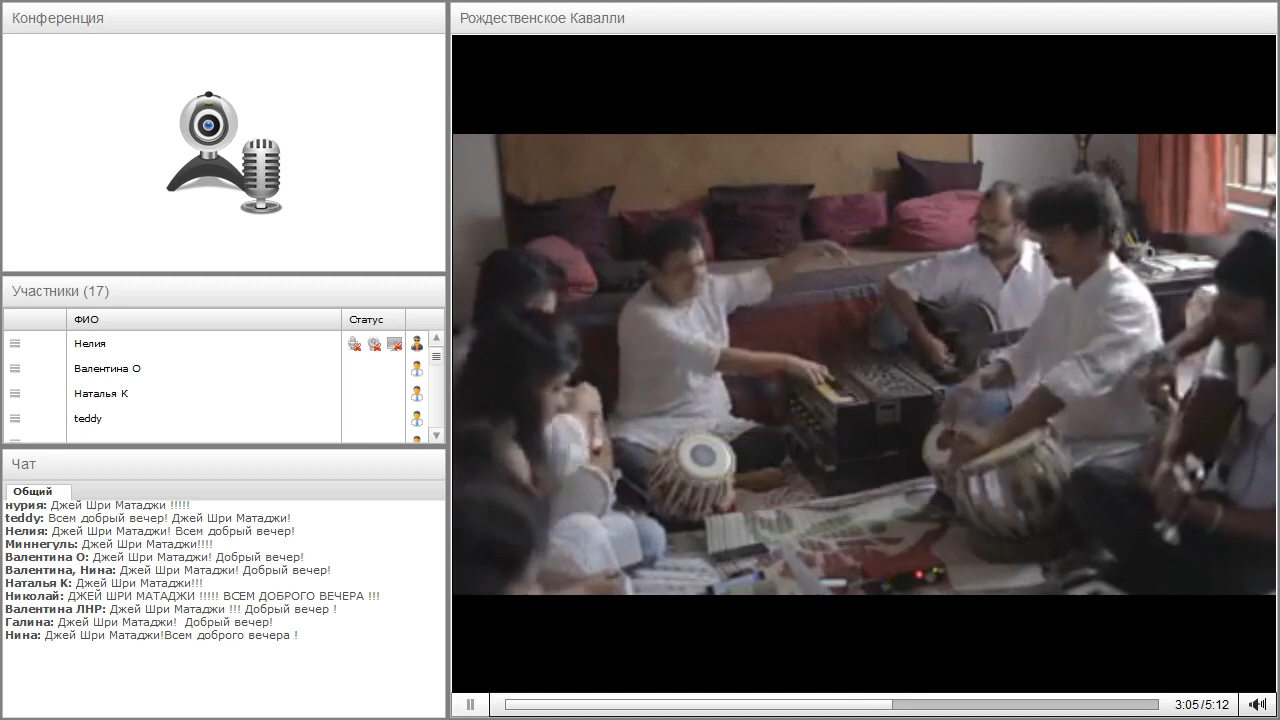 Конференция
Рождественское Кавалли
Участники (17)
ФИО Статус
Нелия
Валентина О
Наталья К
teddy
Чат
Общий
нурия: Джей Шри Матаджи !!!!!
teddy: Всем добрый вечер! Джей Шри Матаджи!
Нелия: Джей Шри Матаджи! Всем добрый вечер!
Миннегуль: Джей Шри Матаджи!!!!
Валентина О: Джей Шри Матаджи! Добрый вечер!
Валентина, Нина: Джей Шри Матаджи! Добрый вечер!
Наталья К: Джей Шри Матаджи!!!
Николай: ДЖЕЙ ШРИ МАТАДЖИ !!!!! ВСЕМ ДОБРОГО ВЕЧЕРА !!!
Валентина ЛНР: Джей Шри Матаджи !!! Добрый вечер !
Галина: Джей Шри Матаджи!  Добрый вечер!
Нина: Джей Шри Матаджи!Всем доброго вечера !
3:05/5:12